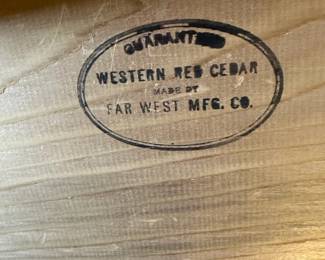 GUARANTEED
WESTERN RED CEDAR
MADE BY
FAR WEST MFG. CO.